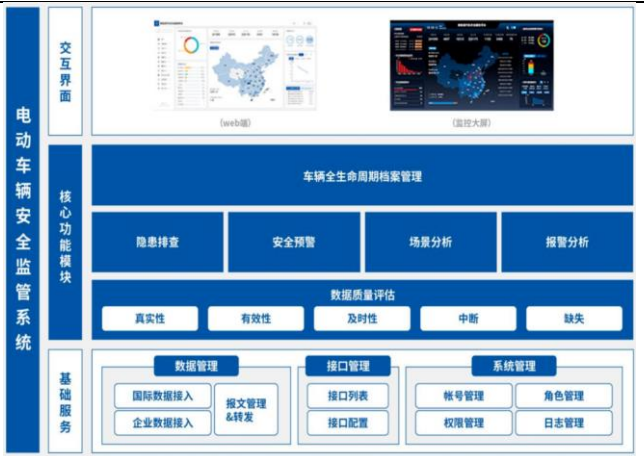 电动车辆安全监管系统
交互界面
(web端)
(监控大屏)
核心功能模块
车辆全生命周期档案管理
隐患排查
安全预警
场景分析
报警分析
数据质量评估
真实性
有效性
及时性
中断
缺失
基础服务
数据管理
国际数据接入
企业数据接入
报文管理
&转发
接口管理
接口列表
接口配置
系统管理
帐号管理
角色管理
权限管理
日志管理